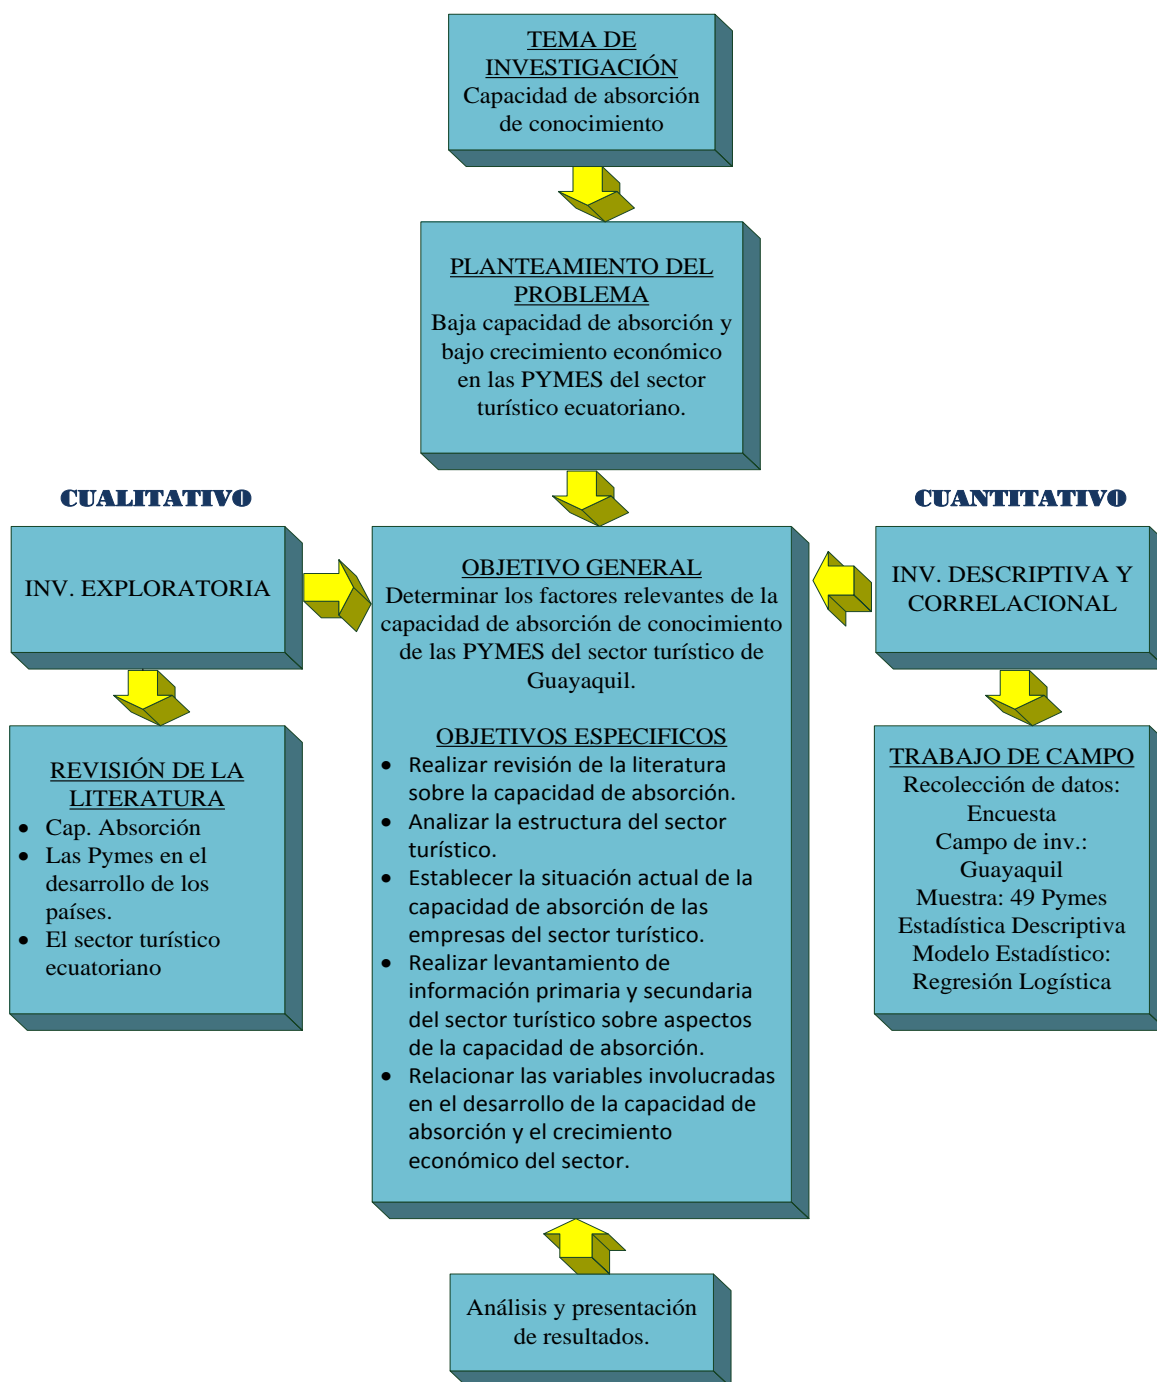 TEMA DE
INVESTIGACIÓN
Capacidad de absorción
de conocimiento
PLANTEAMIENTO DEL
PROBLEMA
Baja capacidad de absorción y
bajo crecimiento económico
en las PYMES del sector
turístico ecuatoriano.
CUALITATIVO
INV. EXPLORATORIA
REVISIÓN DE LA
LITERATURA
• Cap. Absorción
• Las Pymes en el
desarrollo de los
países.
• El sector turístico
ecuatoriano
OBJETIVO GENERAL
Determinar los factores relevantes de la
capacidad de absorción de conocimiento
de las PYMES del sector turístico de
Guayaquil.
OBJETIVOS ESPECIFICOS
• Realizar revisión de la literatura
sobre la capacidad de absorción.
• Analizar la estructura del sector
turístico.
• Establecer la situación actual de la
capacidad de absorción de las
empresas del sector turístico.
• Realizar levantamiento de
información primaria y secundaria
del sector turístico sobre aspectos
de la capacidad de absorción.
• Relacionar las variables involucradas
en el desarrollo de la capacidad de
absorción y el crecimiento
económico del sector.
CUANTITATIVO
INV. DESCRIPTIVA Y
CORRELACIONAL
TRABAJO DE CAMPO
Recolección de datos:
Encuesta
Campo de inv.:
Guayaquil
Muestra: 49 Pymes
Estadística Descriptiva
Modelo Estadístico:
Regresión Logística
Análisis y presentación
de resultados.